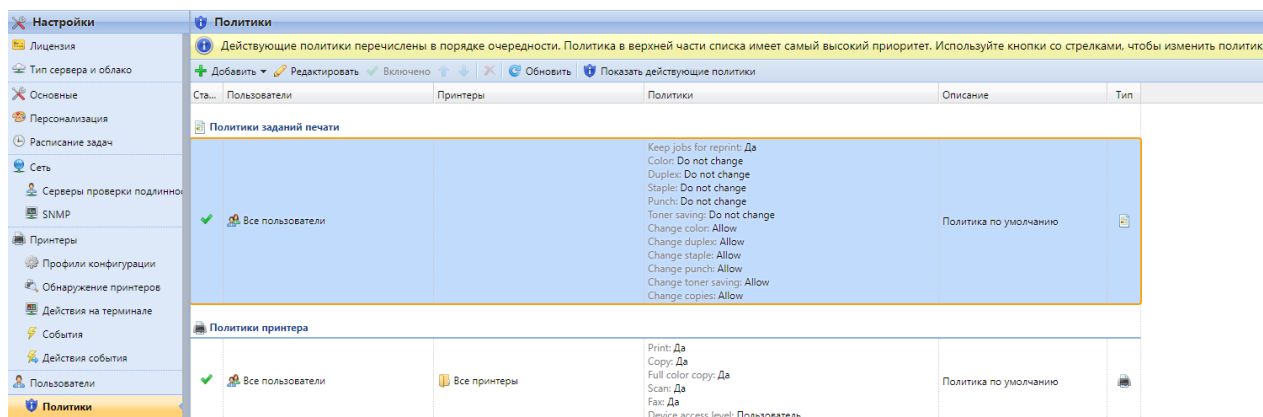 Настройки
Политики
Лицензия
Действующие политики перечислены в порядке очередности. Политика в верхней части списка имеет самый высокий приоритет. Используйте кнопки со стрелками, чтобы изменить политик
Тип сервера и облако
Добавить Редактировать Включено Обновить Показать действующие политики
Основные
Ста... Пользователи Принтеры Политики Описание Тип
Персонализация
Политики заданий печати
Расписание задач
Сеть
Серверы проверки подлинно
SNMP
Принтеры
Профили конфигурации
Обнаружение принтеров
Действия на терминале
События
Действия события
Пользователи
Политики
Все пользователи
Keep jobs for reprint: Да
Color: Do not change
Duplex: Do not change
Staple: Do not change
Punch: Do not change
Toner saving: Do not change
Change color: Allow
Change duplex: Allow
Change staple: Allow
Change punch: Allow
Change toner saving: Allow
Change copies: Allow
Политика по умолчанию
Политики принтера
Все пользователи
Все принтеры
Print: Да
Copy: Да
Full color copy: Да
Scan: Да
Fax: Да
Device access level: Пользователь
Политика по умолчанию